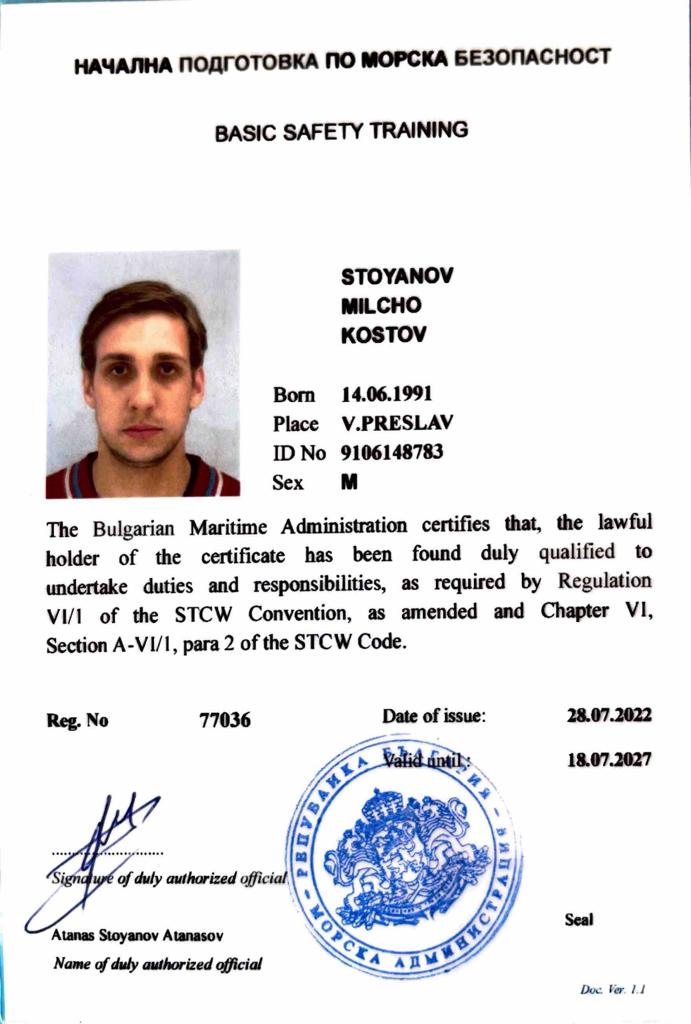 НАЧАЛНА ПОДГОТОВКА ПО МОРСКА БЕЗОПАСНОСТ
BASIC SAFETY TRAINING
STOYANOV
MILCHO
KOSTOV
Born 14.06.1991
Place V.PRESLAV
ID No 9106148783
Sex M
The Bulgarian Maritime Administration certifies that, the lawful
holder of the certificate has been found duly qualified to
undertake duties and responsibilities, as required by Regulation
VI/1 of the STCW Convention, as amended and Chapter VI,
Section A-VI/1, para 2 of the STCW Code.
Reg. No 77036 Date of issue: 28.07.2022
Valid until: 18.07.2027
РЕПУБЛИКА БЪЛГАРИЯ
МОРСКА АДМИНИСТРАЦИЯ
Signature of duly authorized official
Seal
Atanas Stoyanov Atanasov
Name of duly authorized official
Doc. Ver. 1.1